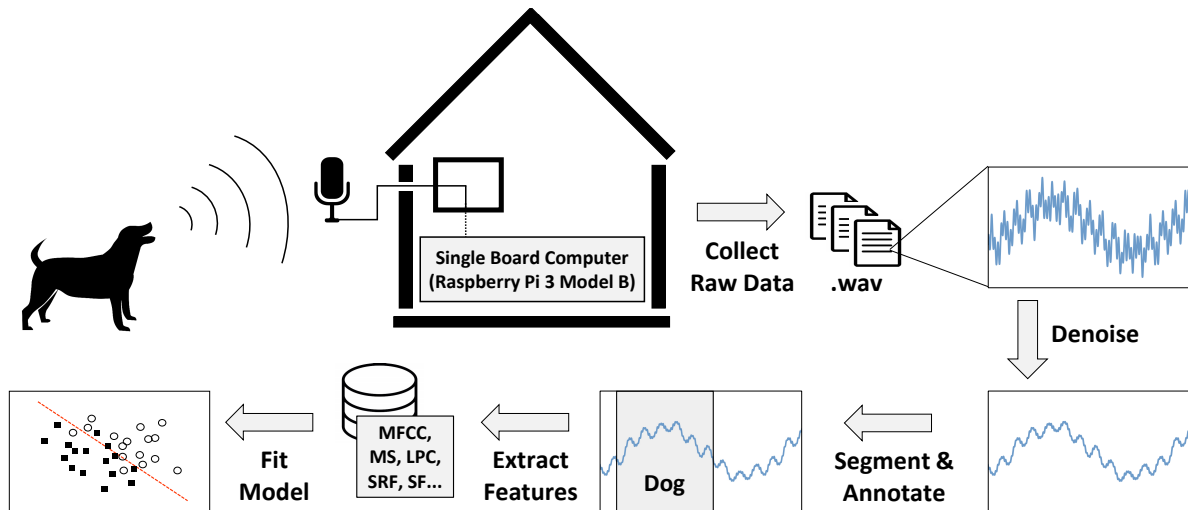 Single Board Computer
(Raspberry Pi 3 Model B)
Collect
Raw Data
.wav
Denoise
Segment &
Annotate
Dog
Extract
Features
MFCC,
MS, LPC,
SRF, SF...
Fit
Model